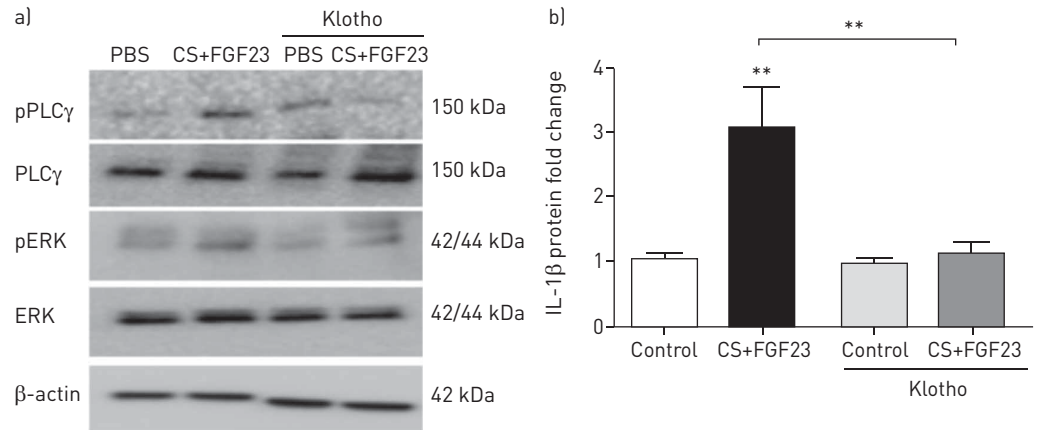 a)
Klotho
PBS CS+FGF23 PBS CS+FGF23
pPLCγ 150 kDa
PLCγ 150 kDa
pERK 42/44 kDa
ERK 42/44 kDa
β-actin 42 kDa
b)
**
**
IL-1β protein fold change
4
3
2
1
0
Control CS+FGF23 Control CS+FGF23
Klotho